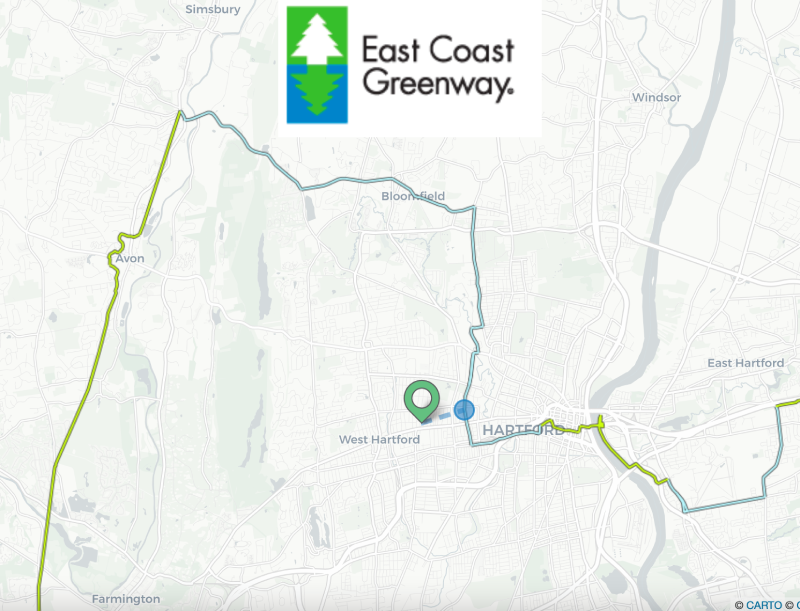 Simsbury
East Coast
Greenway.
Windsor
Bloomfield
Avon
East Hartford
HARTFORD
West Hartford
Farmington
© CARTO ©